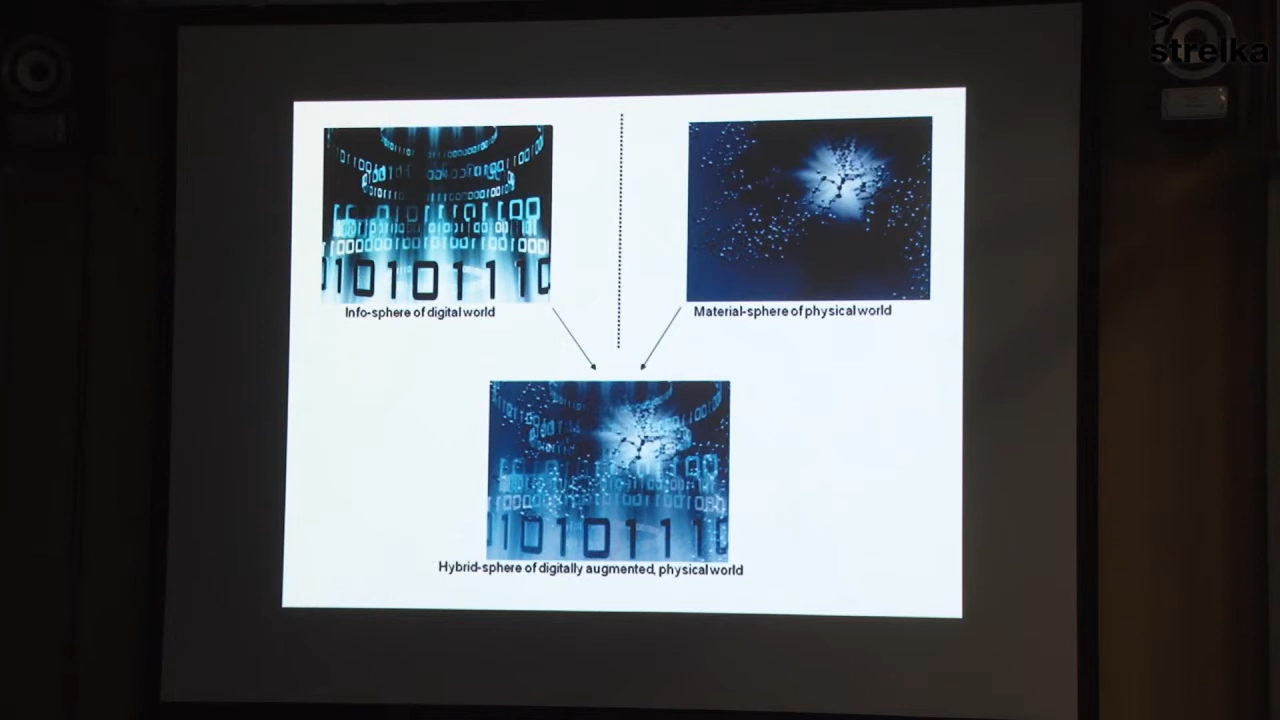 > strelka
Info-sphere of digital world
Material-sphere of physical world
Hybrid-sphere of digitally augmented, physical world